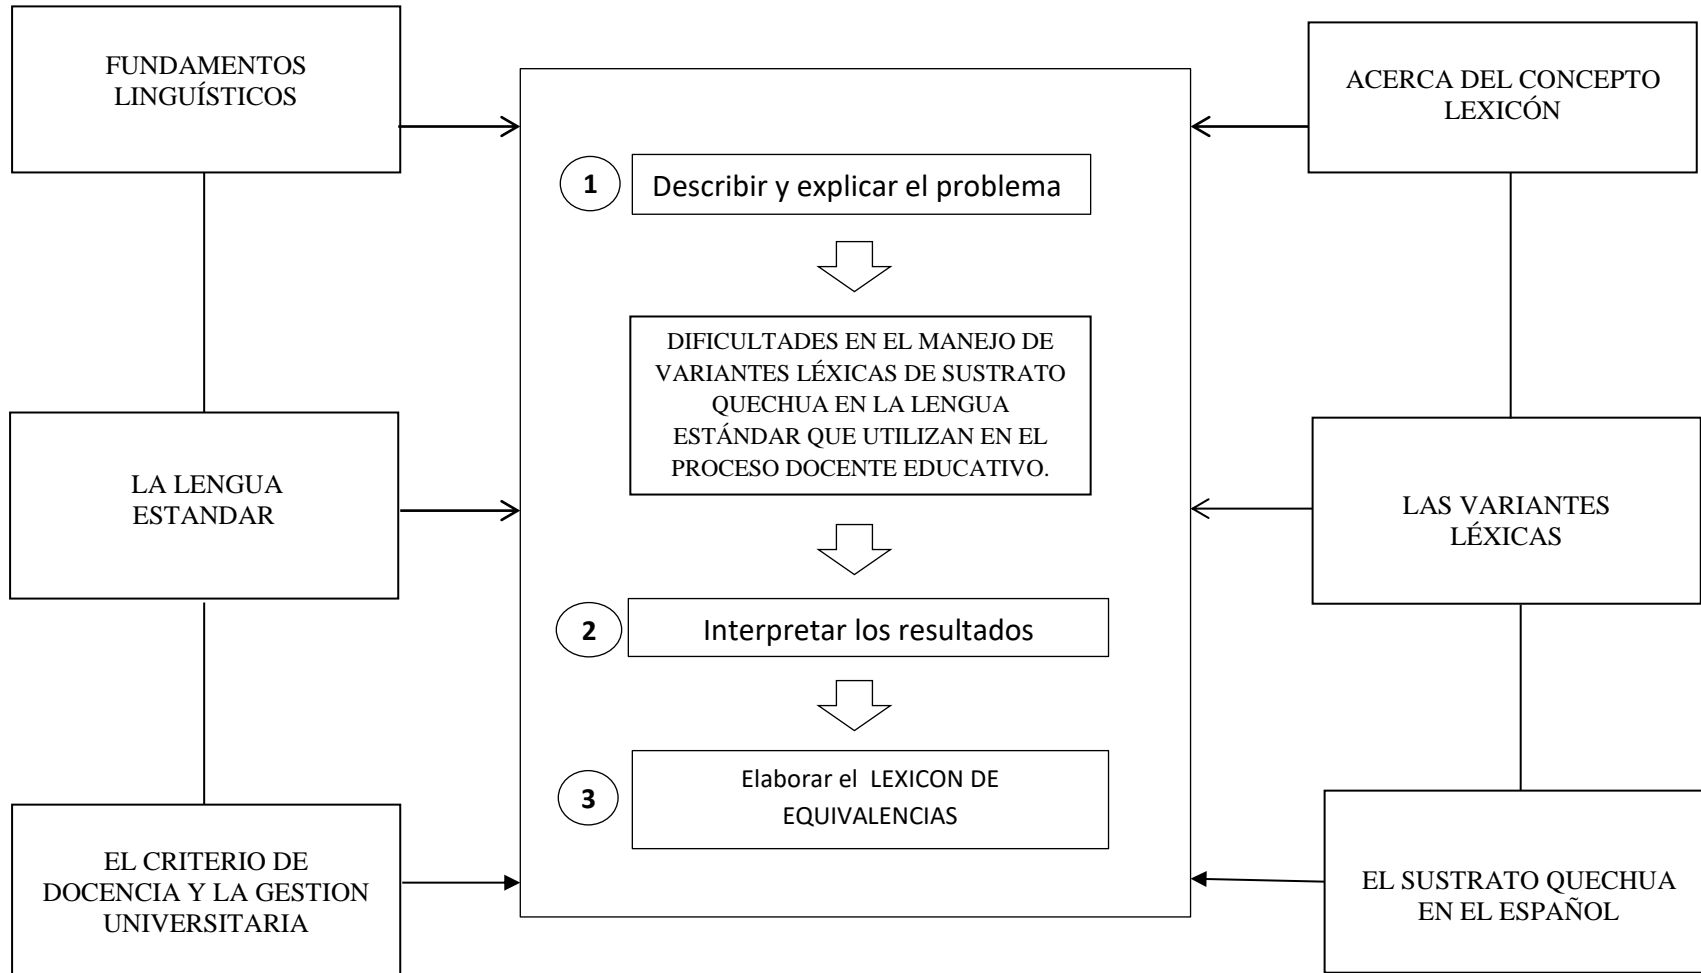 FUNDAMENTOS
LINGUÍSTICOS
LA LENGUA
ESTANDAR
EL CRITERIO DE
DOCENCIA Y LA GESTION
UNIVERSITARIA
1
Describir y explicar el problema
DIFICULTADES EN EL MANEJO DE
VARIANTES LÉXICAS DE SUSTRATO
QUECHUA EN LA LENGUA
ESTÁNDAR QUE UTILIZAN EN EL
PROCESO DOCENTE EDUCATIVO.
2
Interpretar los resultados
3
Elaborar el LEXICON DE
EQUIVALENCIAS
ACERCA DEL CONCEPTO
LEXICÓN
LAS VARIANTES
LÉXICAS
EL SUSTRATO QUECHUA
EN EL ESPAÑOL